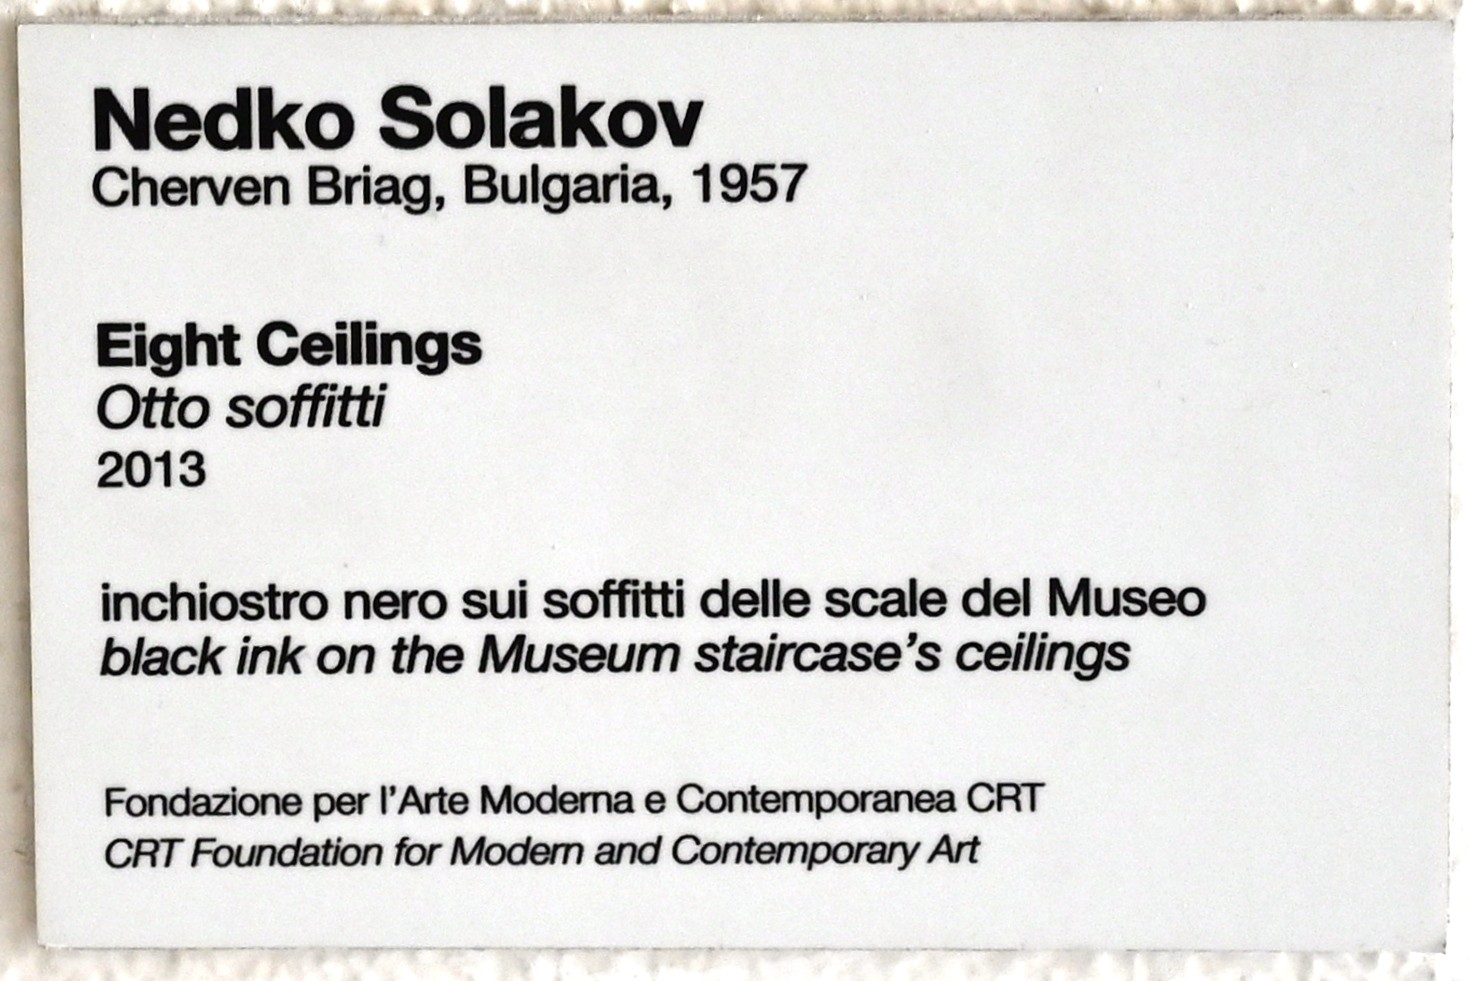 Nedko Solakov
Cherven Briag, Bulgaria, 1957
Eight Ceilings
Otto soffitti
2013
inchiostro nero sui soffitti delle scale del Museo
black ink on the Museum staircase's ceilings
Fondazione per l'Arte Moderna e Contemporanea CRT
CRT Foundation for Modern and Contemporary Art